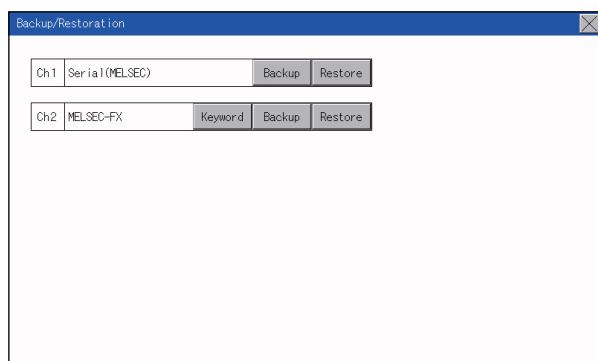 Backup/Restoration
Ch1 Serial(MELSEC) Backup Restore
Ch2 MELSEC-FX Keyword Backup Restore